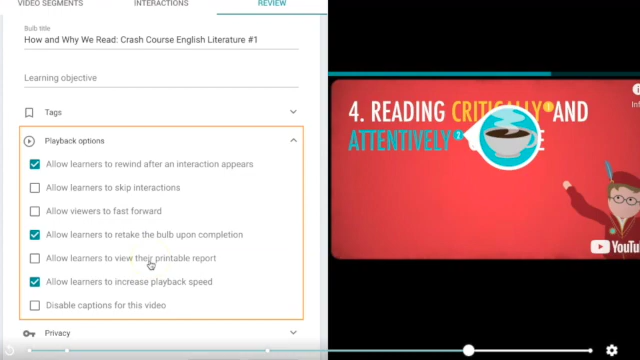 VIDEO SEGMENTS
INTERACTIONS
REVIEW
Bulb title
How and Why We Read: Crash Course English Literature #1
Learning objective
Tags
Playback options
Allow learners to rewind after an interaction appears
Allow learners to skip interactions
Allow viewers to fast forward
Allow learners to retake the bulb upon completion
Allow learners to view their printable report
Allow learners to increase playback speed
Disable captions for this video
Privacy
4. READING CRITICALLY 1 AND
ATTENTIVELY 2
YouTu